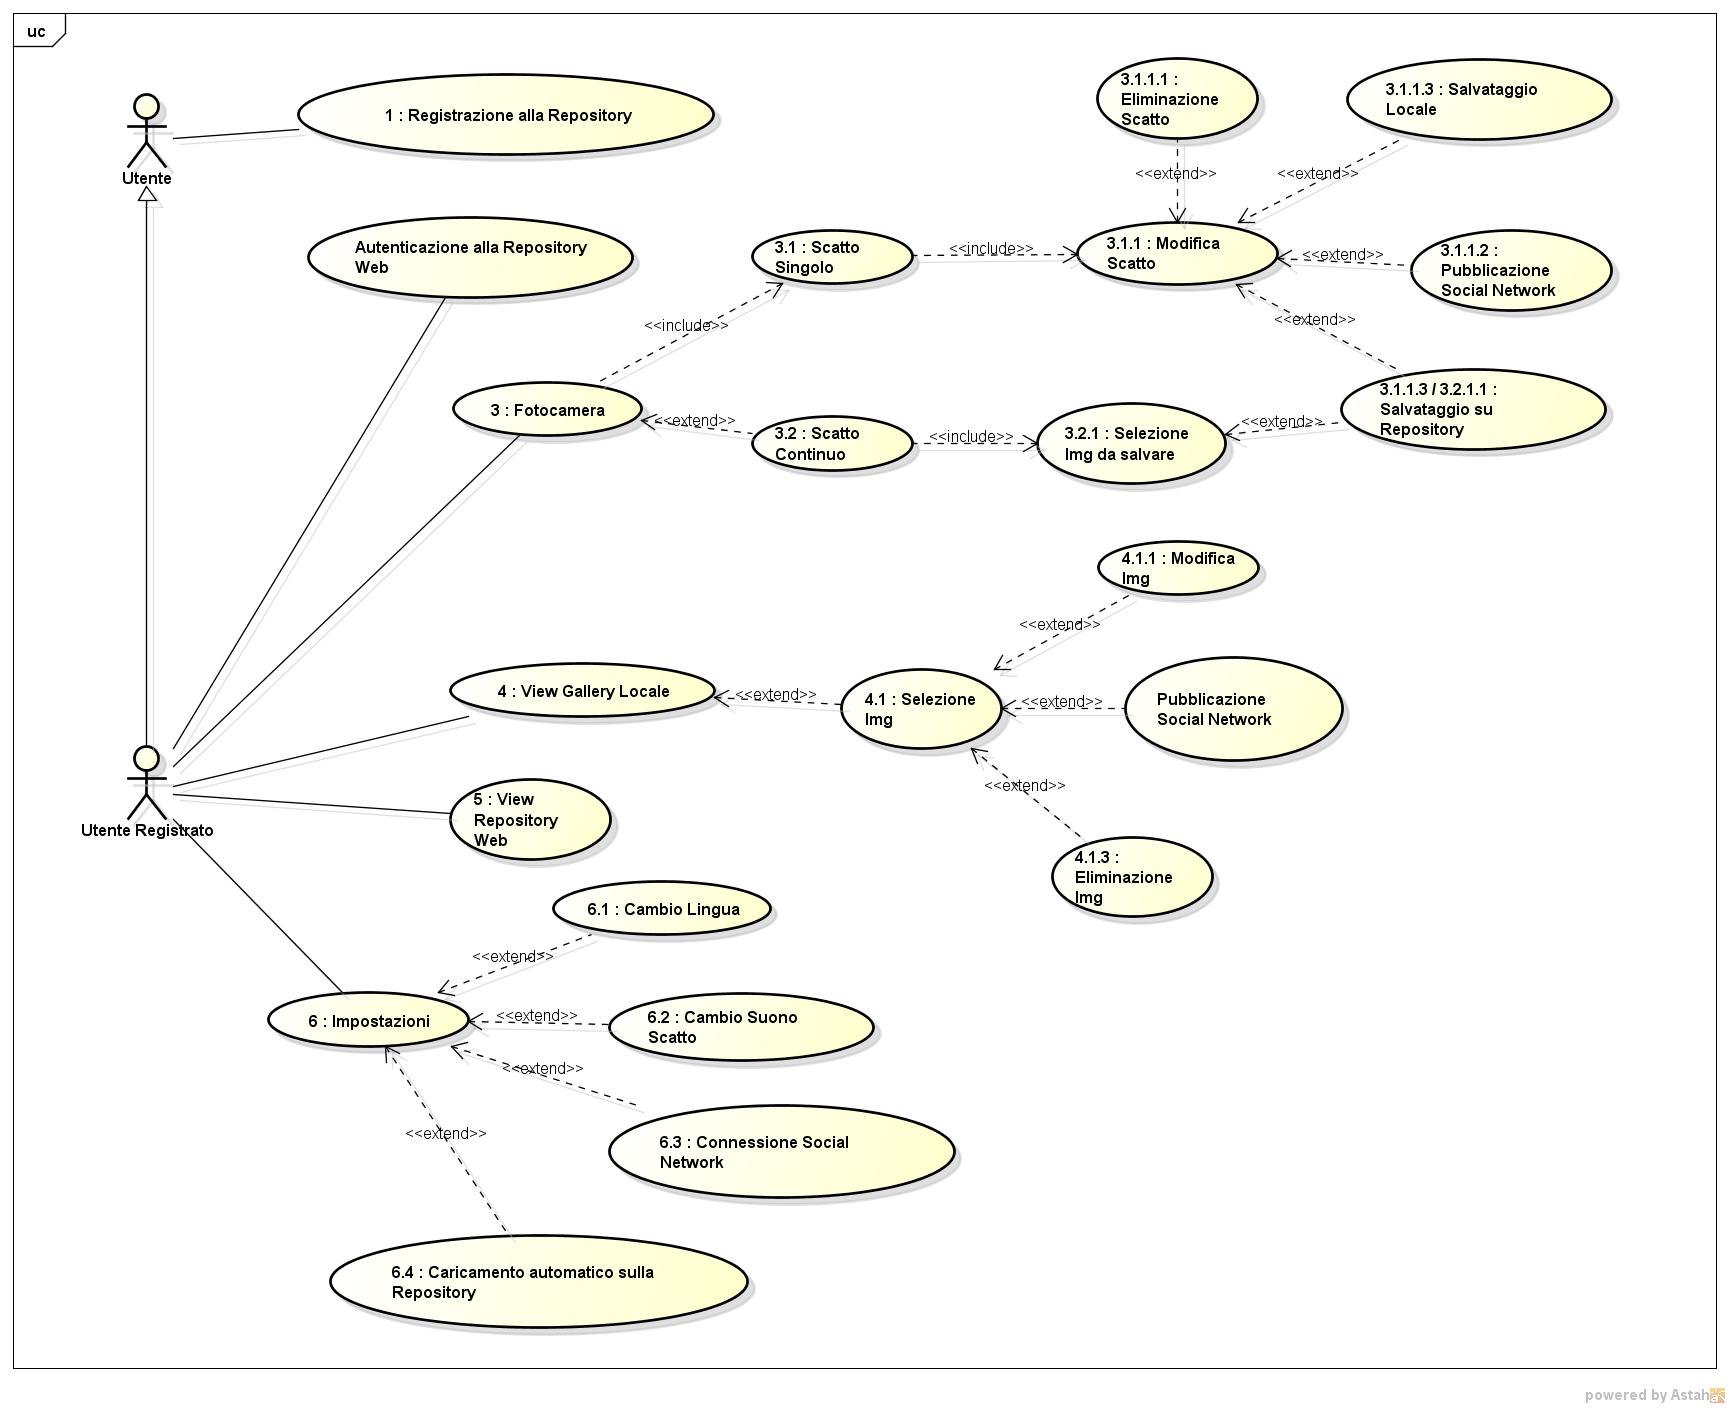 uc
3.1.1.1 :
Eliminazione
Scatto
3.1.1.3 : Salvataggio
Locale
1 : Registrazione alla Repository
Utente
<<extend>>
<<extend>>
Autenticazione alla Repository
Web
3.1 : Scatto
Singolo
<<include>>
3.1.1 : Modifica
Scatto
<<extend>>
3.1.1.2 :
Pubblicazione
Social Network
<<include>>
<<extend>>
3 : Fotocamera
<<extend>>
3.2 : Scatto
Continuo
<<include>>
3.2.1 : Selezione
Img da salvare
<<extend>>
3.1.1.3 / 3.2.1.1 :
Salvataggio su
Repository
4.1.1 : Modifica
Img
<<extend>>
4 : View Gallery Locale
<<extend>>
4.1 : Selezione
Img
<<extend>>
Pubblicazione
Social Network
<<extend>>
5 : View
Repository
Web
Utente Registrato
4.1.3 :
Eliminazione
Img
6.1 : Cambio Lingua
<<extend>>
6 : Impostazioni
<<extend>>
6.2 : Cambio Suono
Scatto
<<extend>>
<<extend>>
6.3 : Connessione Social
Network
6.4 : Caricamento automatico sulla
Repository
powered by Astah